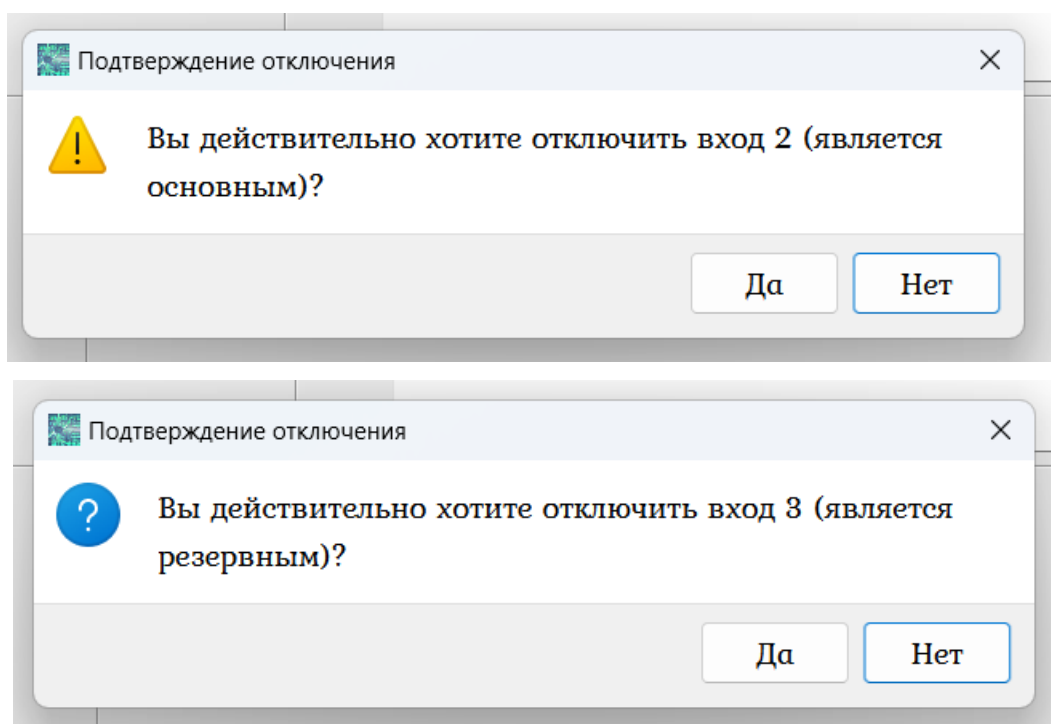 Подтверждение отключения
Вы действительно хотите отключить вход 2 (является
основным)?
Да
Нет
Подтверждение отключения
Вы действительно хотите отключить вход 3 (является
резервным)?
Да
Нет